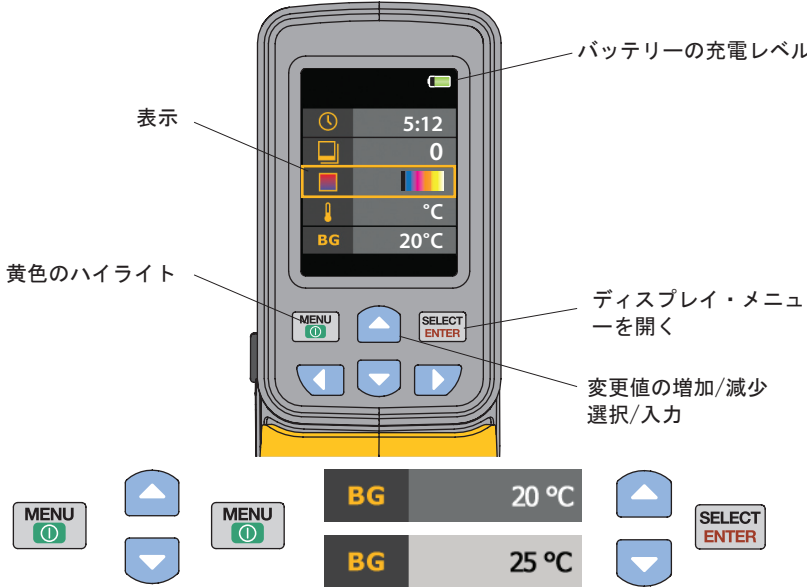 バッテリーの充電レベル
表示
5:12
0
°C
BG 20°C
黄色のハイライト
MENU
SELECT
ENTER
ディスプレイ・メニュ
ーを開く
変更値の増加/減少
選択/入力
MENU
MENU
BG 20 °C
BG 25 °C
SELECT
ENTER